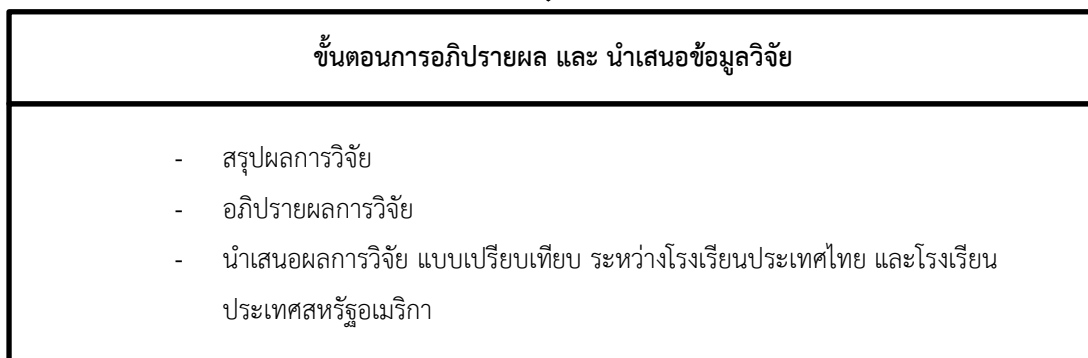 ขั้นตอนการอภิปรายผล และ นำเสนอข้อมูลวิจัย
- สรุปผลการวิจัย
- อภิปรายผลการวิจัย
- นำเสนอผลการวิจัย แบบเปรียบเทียบ ระหว่างโรงเรียนประเทศไทย และโรงเรียน
ประเทศสหรัฐอเมริกา